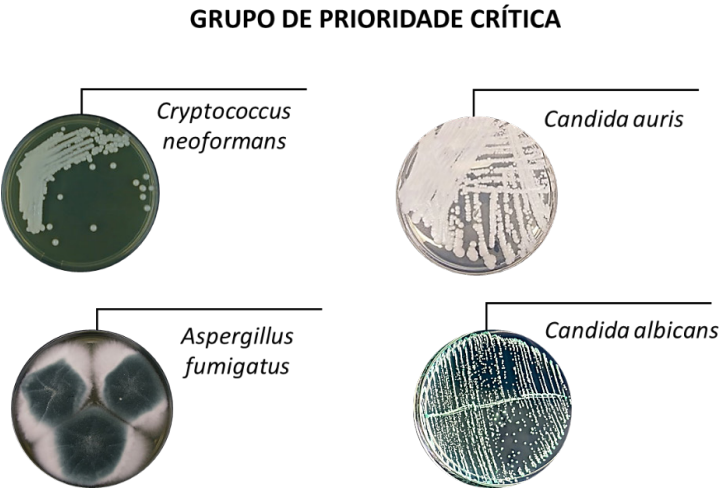 GRUPO DE PRIORIDADE CRÍTICA
Cryptococcus
neoformans
Candida auris
Aspergillus
fumigatus
Candida albicans